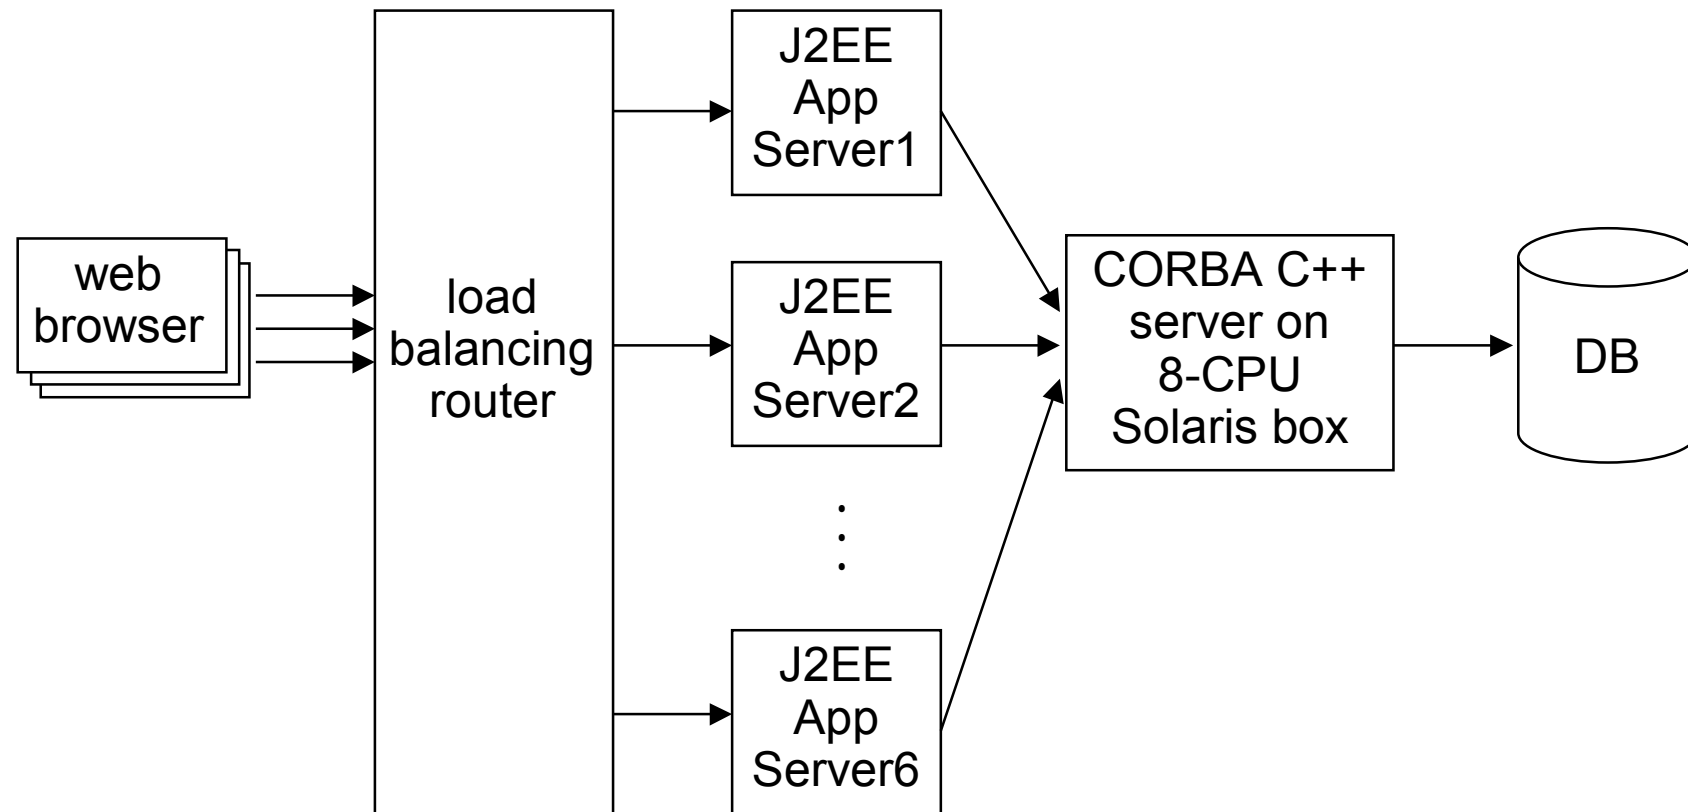 web
browser
load
balancing
router
J2EE
App
Server1
J2EE
App
Server2
J2EE
App
Server6
CORBA C++
server on
8-CPU
Solaris box
DB